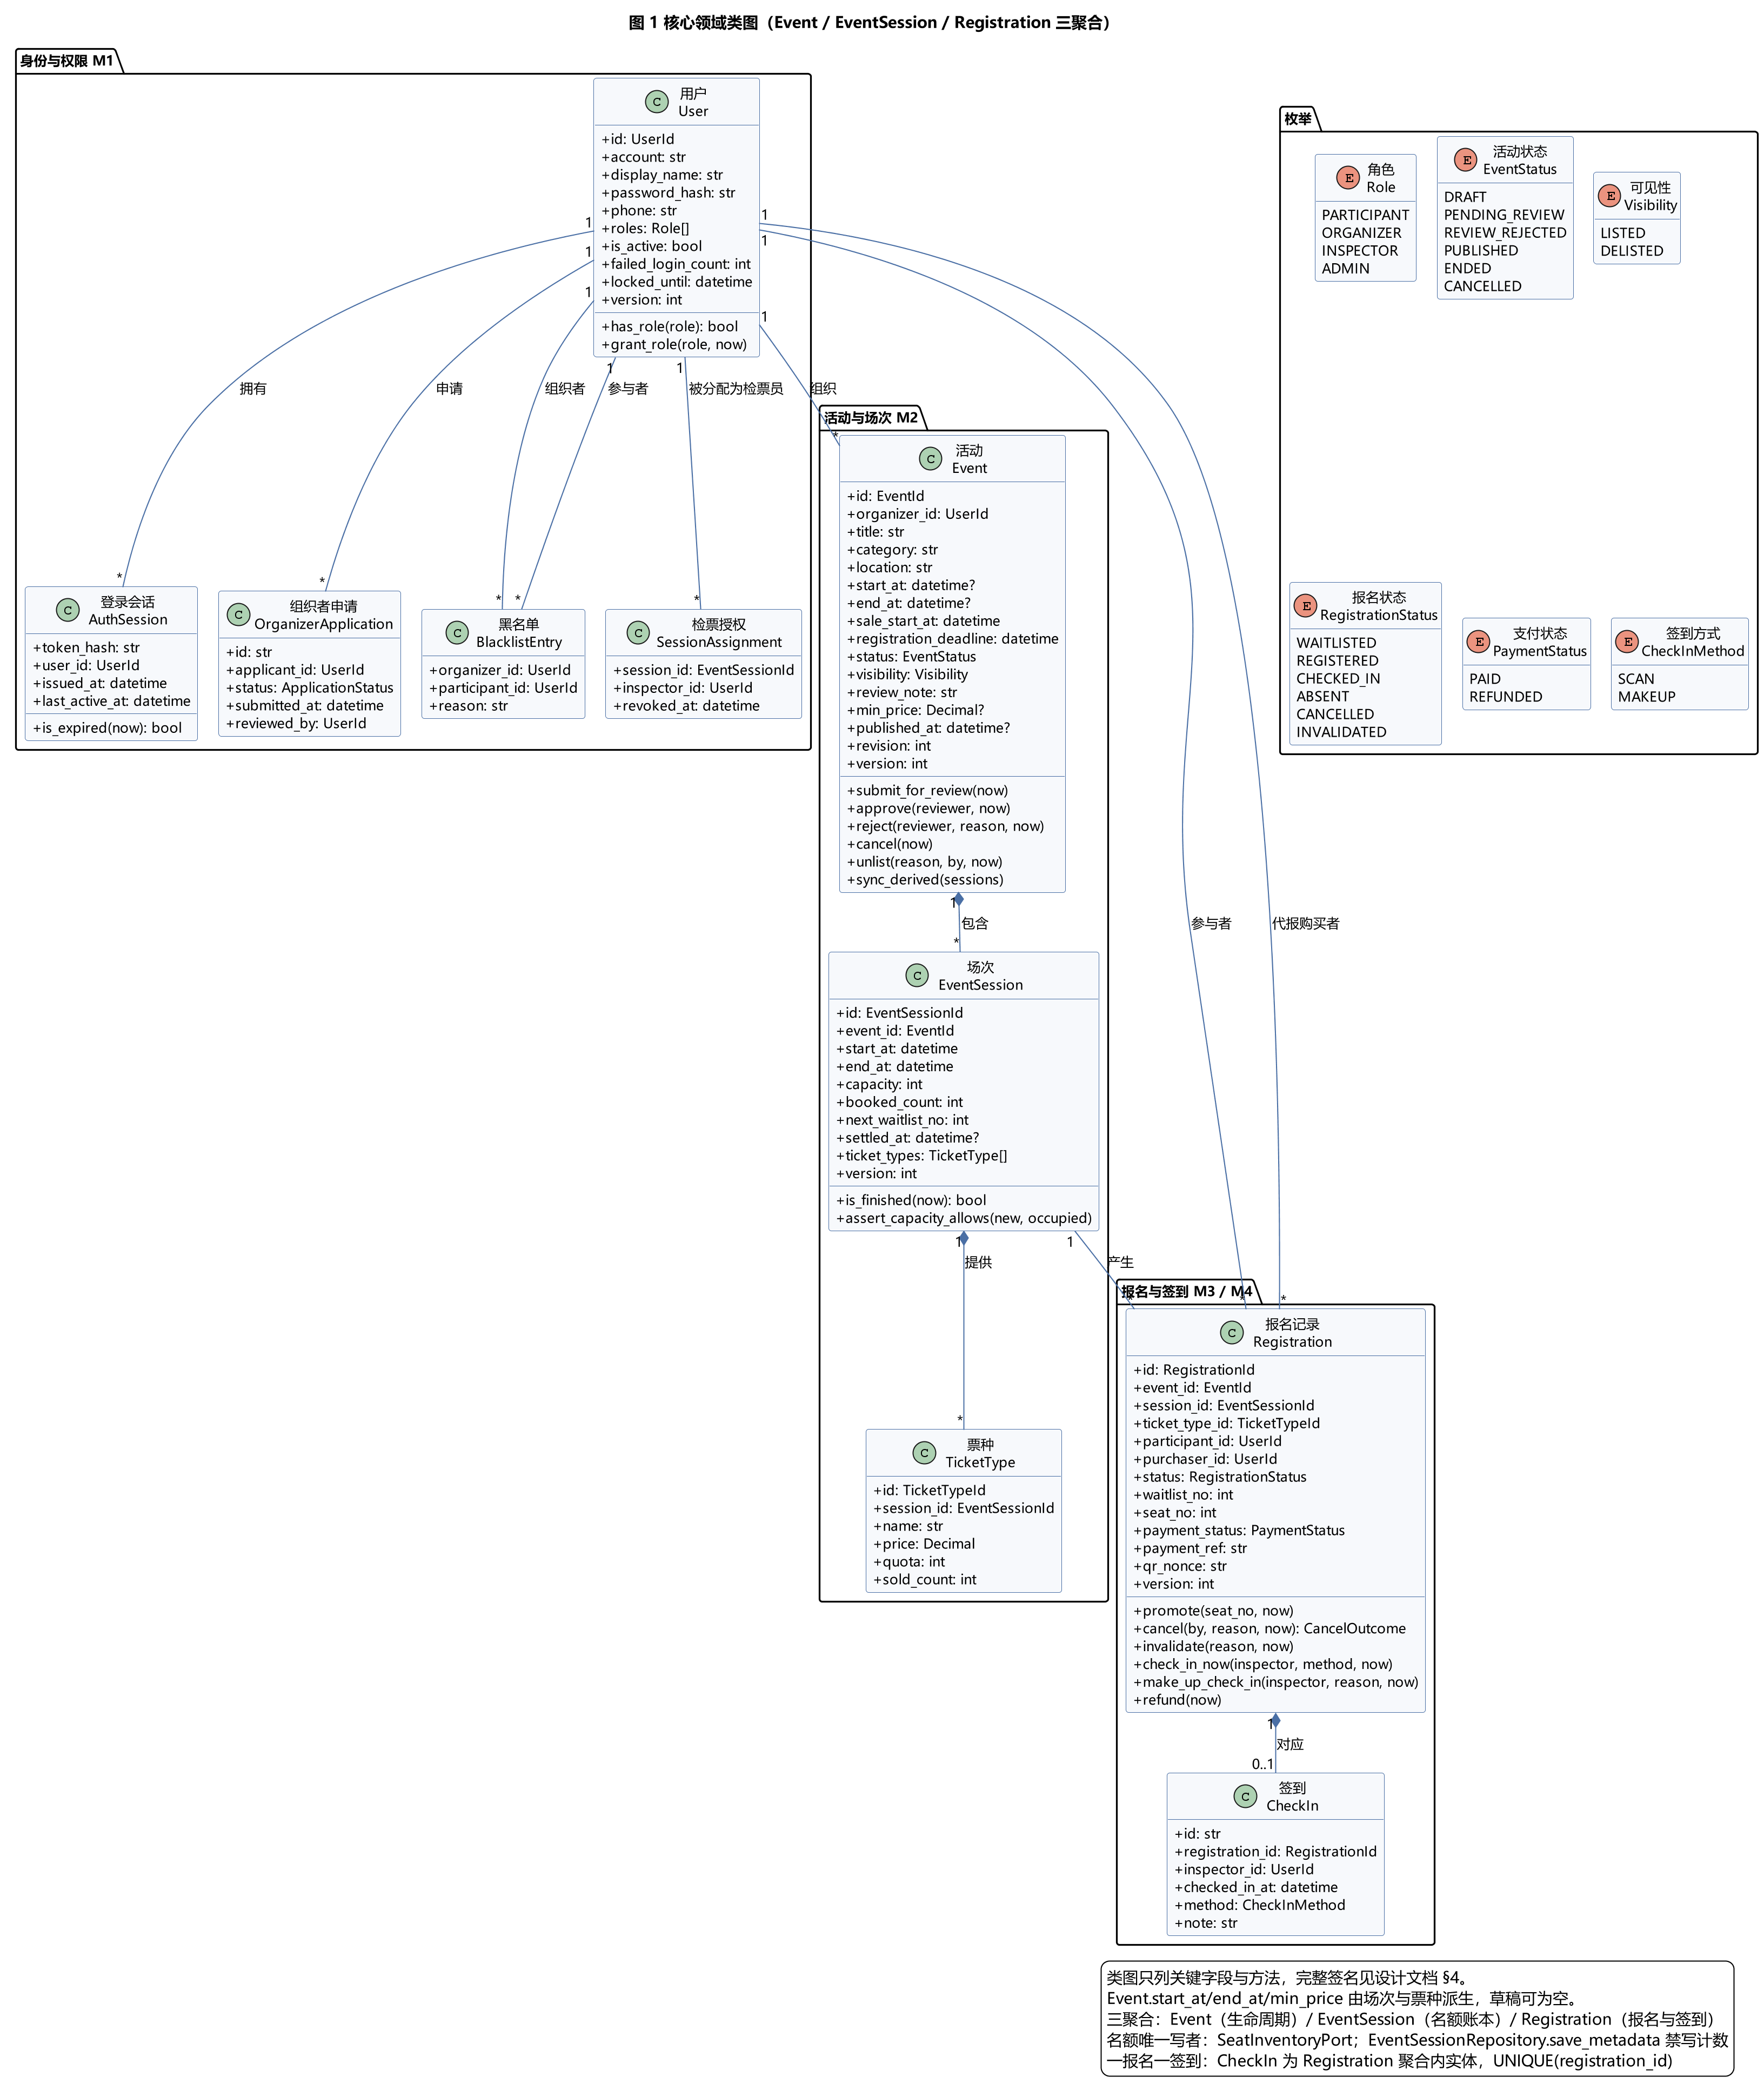 图 1 核心领域类图（Event / EventSession / Registration 三聚合）
身份与权限 M1
用户
User
+id: UserId
+account: str
+display_name: str
+password_hash: str
+phone: str
+roles: Role[]
+is_active: bool
+failed_login_count: int
+locked_until: datetime
+version: int
+has_role(role): bool
+grant_role(role, now)
1
1
1
1
1
1
1
1
拥有
申请
组织者
参与者
被分配为检票员
组织
*
*
*
*
*
*
登录会话
AuthSession
+token_hash: str
+user_id: UserId
+issued_at: datetime
+last_active_at: datetime
+is_expired(now): bool
组织者申请
OrganizerApplication
+id: str
+applicant_id: UserId
+status: ApplicationStatus
+submitted_at: datetime
+reviewed_by: UserId
黑名单
BlacklistEntry
+organizer_id: UserId
+participant_id: UserId
+reason: str
检票授权
SessionAssignment
+session_id: EventSessionId
+inspector_id: UserId
+revoked_at: datetime
枚举
角色
Role
PARTICIPANT
ORGANIZER
INSPECTOR
ADMIN
活动状态
EventStatus
DRAFT
PENDING_REVIEW
REVIEW_REJECTED
PUBLISHED
ENDED
CANCELLED
可见性
Visibility
LISTED
DELISTED
报名状态
RegistrationStatus
WAITLISTED
REGISTERED
CHECKED_IN
ABSENT
CANCELLED
INVALIDATED
支付状态
PaymentStatus
PAID
REFUNDED
签到方式
CheckInMethod
SCAN
MAKEUP
活动与场次 M2
活动
Event
+id: EventId
+organizer_id: UserId
+title: str
+category: str
+location: str
+start_at: datetime?
+end_at: datetime?
+sale_start_at: datetime
+registration_deadline: datetime
+status: EventStatus
+visibility: Visibility
+review_note: str
+min_price: Decimal?
+published_at: datetime?
+revision: int
+version: int
+submit_for_review(now)
+approve(reviewer, now)
+reject(reviewer, reason, now)
+cancel(now)
+unlist(reason, by, now)
+sync_derived(sessions)
1
包含
*
参与者
代报购买者
场次
EventSession
+id: EventSessionId
+event_id: EventId
+start_at: datetime
+end_at: datetime
+capacity: int
+booked_count: int
+next_waitlist_no: int
+settled_at: datetime?
+ticket_types: TicketType[]
+version: int
+is_finished(now): bool
+assert_capacity_allows(new, occupied)
1
提供
*
1
产生
*
*
*
票种
TicketType
+id: TicketTypeId
+session_id: EventSessionId
+name: str
+price: Decimal
+quota: int
+sold_count: int
报名与签到 M3 / M4
报名记录
Registration
+id: RegistrationId
+event_id: EventId
+session_id: EventSessionId
+ticket_type_id: TicketTypeId
+participant_id: UserId
+purchaser_id: UserId
+status: RegistrationStatus
+waitlist_no: int
+seat_no: int
+payment_status: PaymentStatus
+payment_ref: str
+qr_nonce: str
+version: int
+promote(seat_no, now)
+cancel(by, reason, now): CancelOutcome
+invalidate(reason, now)
+check_in_now(inspector, method, now)
+make_up_check_in(inspector, reason, now)
+refund(now)
1
对应
0..1
签到
CheckIn
+id: str
+registration_id: RegistrationId
+inspector_id: UserId
+checked_in_at: datetime
+method: CheckInMethod
+note: str
类图只列关键字段与方法，完整签名见设计文档 §4。
Event.start_at/end_at/min_price 由场次与票种派生，草稿可为空。
三聚合：Event（生命周期）/ EventSession（名额账本）/ Registration（报名与签到）
名额唯一写者：SeatInventoryPort；EventSessionRepository.save_metadata 禁写计数
一报名一签到：CheckIn 为 Registration 聚合内实体，UNIQUE(registration_id)